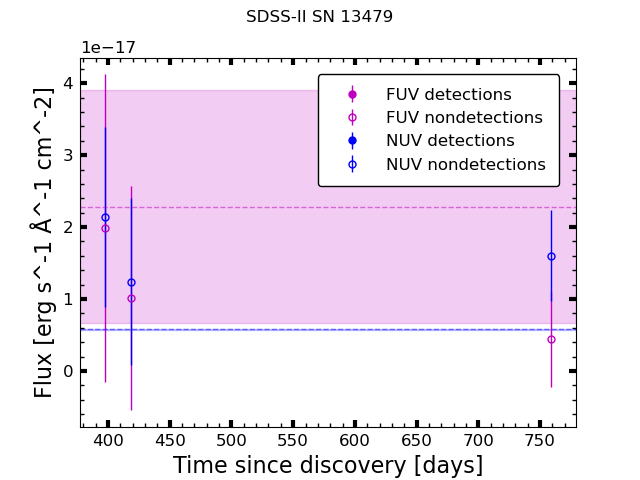 SDSS-II SN 13479
1e−17
FUV detections
FUV nondetections
NUV detections
NUV nondetections
4
3
2
1
0
Flux [erg s^-1 Å^-1 cm^-2]
400 450 500 550 600 650 700 750
Time since discovery [days]